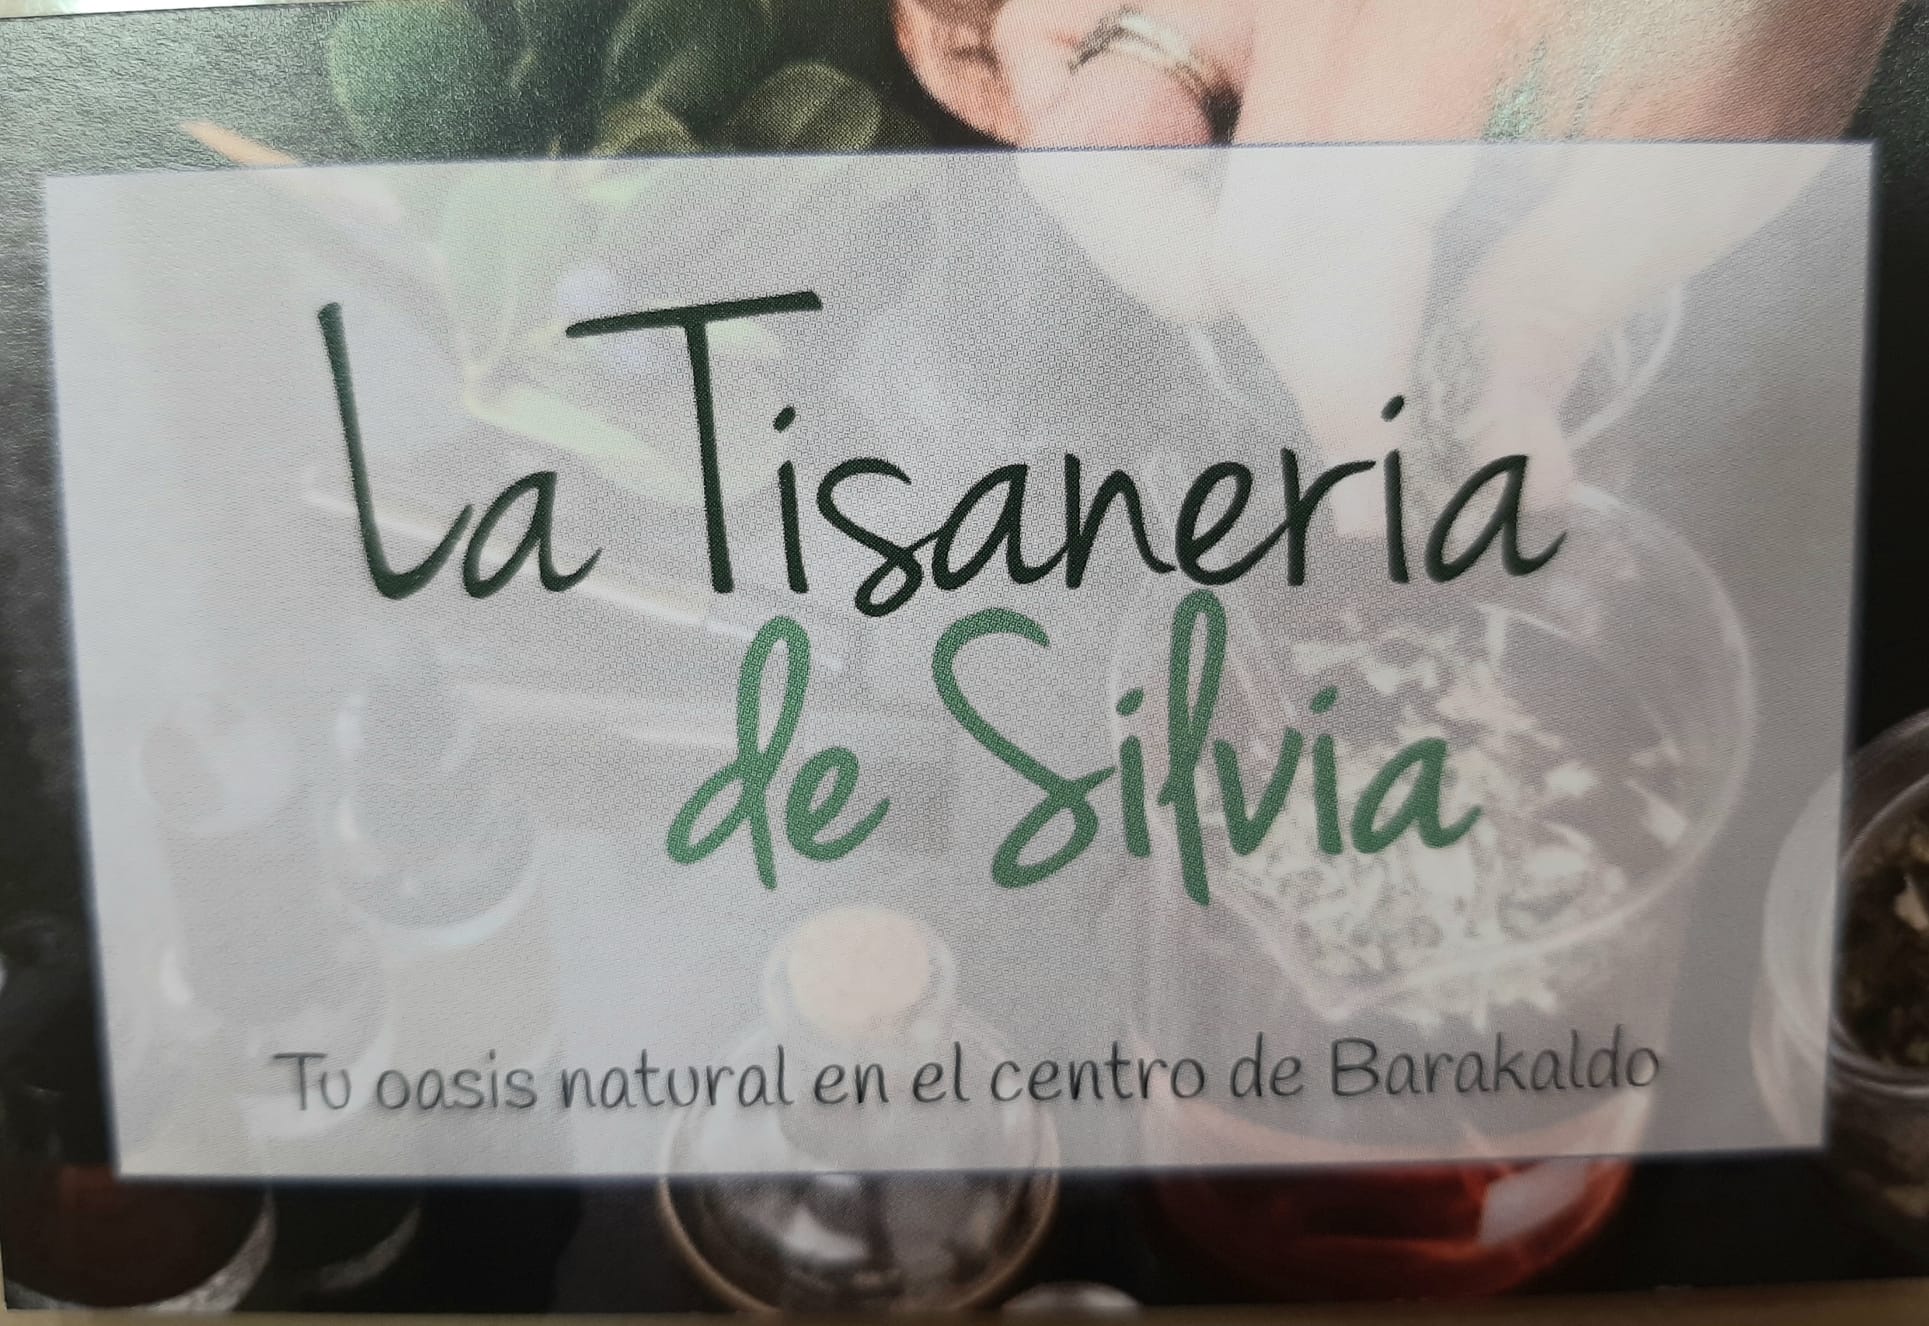 La Tisaneria
de Silvia
Tu oasis natural en el centro de Barakaldo